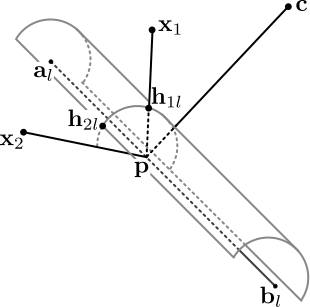 c
x₁
aₗ
h₁ₗ
h₂ₗ
x₂
p
bₗ